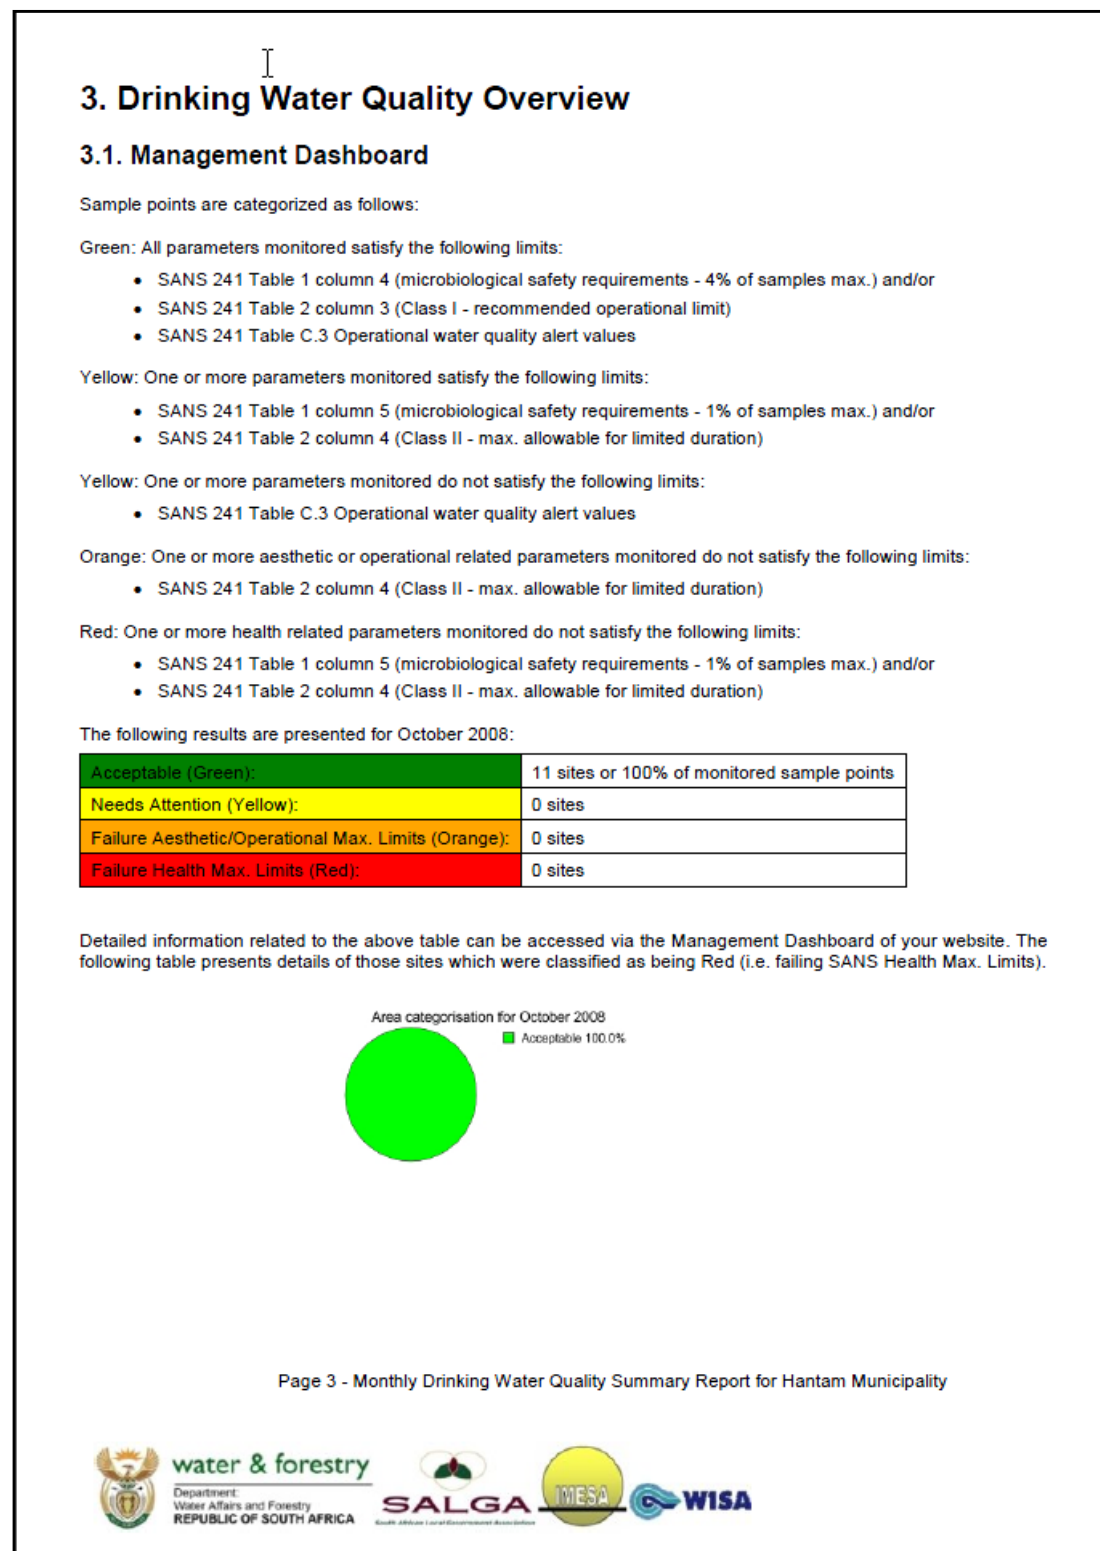 3. Drinking Water Quality Overview
3.1. Management Dashboard
Sample points are categorized as follows:
Green: All parameters monitored satisfy the following limits:
• SANS 241 Table 1 column 4 (microbiological safety requirements - 4% of samples max.) and/or
• SANS 241 Table 2 column 3 (Class I - recommended operational limit)
• SANS 241 Table C.3 Operational water quality alert values
Yellow: One or more parameters monitored satisfy the following limits:
• SANS 241 Table 1 column 5 (microbiological safety requirements - 1% of samples max.) and/or
• SANS 241 Table 2 column 4 (Class II - max. allowable for limited duration)
Yellow: One or more parameters monitored do not satisfy the following limits:
• SANS 241 Table C.3 Operational water quality alert values
Orange: One or more aesthetic or operational related parameters monitored do not satisfy the following limits:
• SANS 241 Table 2 column 4 (Class II - max. allowable for limited duration)
Red: One or more health related parameters monitored do not satisfy the following limits:
• SANS 241 Table 1 column 5 (microbiological safety requirements - 1% of samples max.) and/or
• SANS 241 Table 2 column 4 (Class II - max. allowable for limited duration)
The following results are presented for October 2008:
Acceptable (Green): 11 sites or 100% of monitored sample points
Needs Attention (Yellow): 0 sites
Failure Aesthetic/Operational Max. Limits (Orange): 0 sites
Failure Health Max. Limits (Red): 0 sites
Detailed information related to the above table can be accessed via the Management Dashboard of your website. The
following table presents details of those sites which were classified as being Red (i.e. failing SANS Health Max. Limits).
Area categorisation for October 2008
Acceptable 100.0%
Page 3 - Monthly Drinking Water Quality Summary Report for Hantam Municipality
water & forestry
Department:
Water Affairs and Forestry
REPUBLIC OF SOUTH AFRICA
SALGA
South African Local Government Association
IMESA
WISA